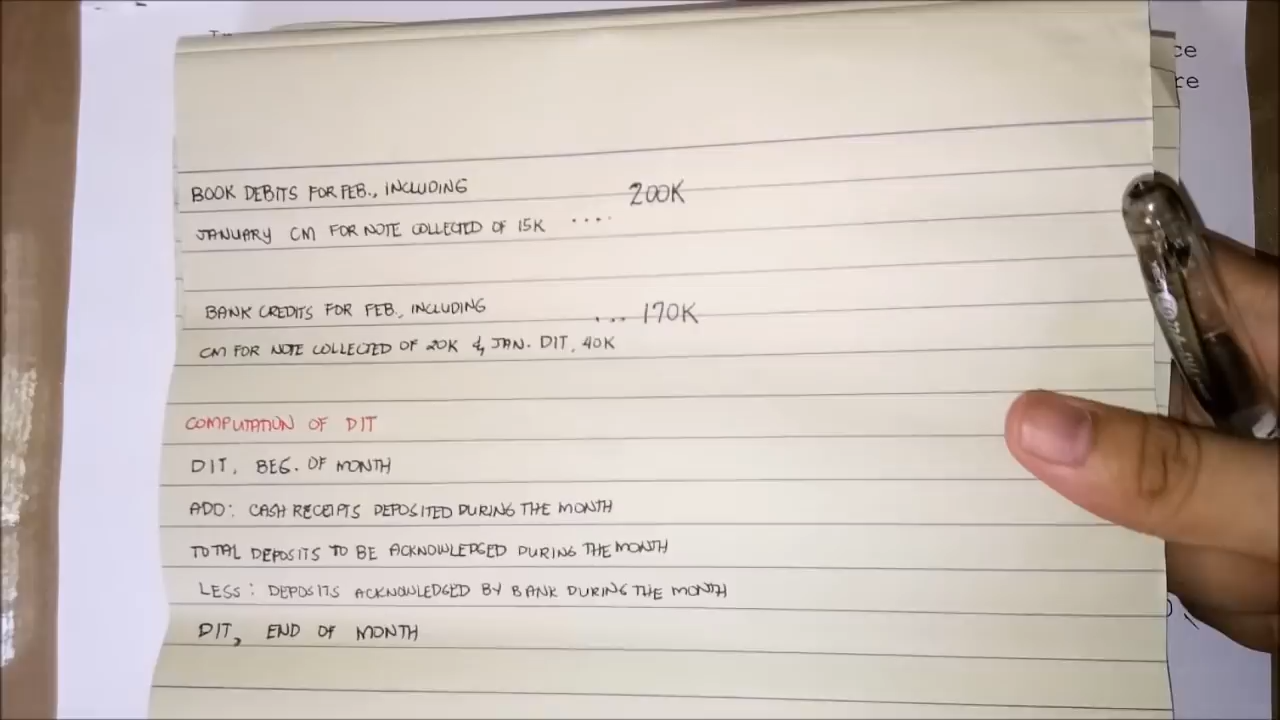 ce
re
BOOK DEBITS FOR FEB., INCLUDING
JANUARY CM FOR NOTE COLLECTED OF 15K .... 200K
BANK CREDITS FOR FEB., INCLUDING
CM FOR NOTE COLLECTED OF 20K & JAN. DIT, 40K ... 170K
COMPUTATION OF DIT
DIT, BEG. OF MONTH
ADD: CASH RECEIPTS DEPOSITED DURING THE MONTH
TOTAL DEPOSITS TO BE ACKNOWLEDGED DURING THE MONTH
LESS: DEPOSITS ACKNOWLEDGED BY BANK DURING THE MONTH
DIT, END OF MONTH